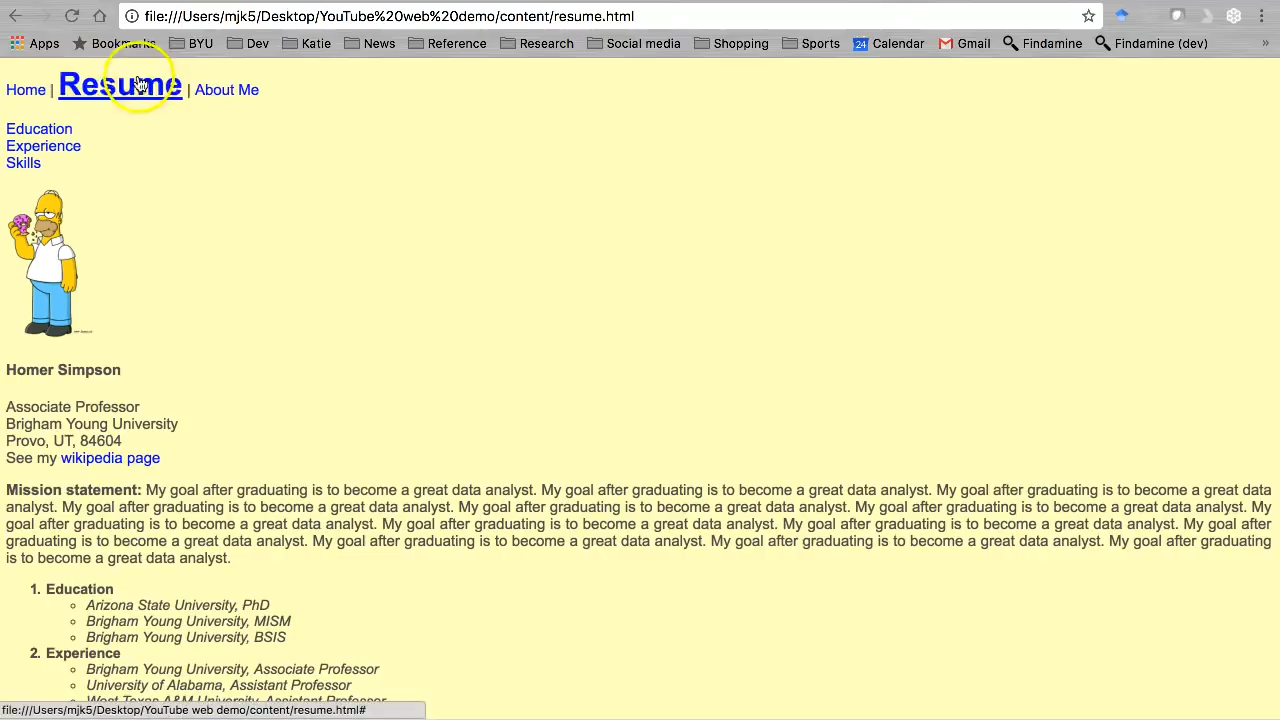 file:///Users/mjk5/Desktop/YouTube%20web%20demo/content/resume.html
Apps Bookmarks BYU Dev Katie News Reference Research Social media Shopping Sports 24 Calendar Gmail Findamine Findamine (dev) »
Home | Resume | About Me
Education
Experience
Skills
Homer Simpson
Associate Professor
Brigham Young University
Provo, UT, 84604
See my wikipedia page
Mission statement: My goal after graduating is to become a great data analyst. My goal after graduating is to become a great data analyst. My goal after graduating is to become a great data
analyst. My goal after graduating is to become a great data analyst. My goal after graduating is to become a great data analyst. My goal after graduating is to become a great data analyst. My
goal after graduating is to become a great data analyst. My goal after graduating is to become a great data analyst. My goal after graduating is to become a great data analyst. My goal after
graduating is to become a great data analyst. My goal after graduating is to become a great data analyst. My goal after graduating is to become a great data analyst. My goal after graduating
is to become a great data analyst.
1. Education
Arizona State University, PhD
Brigham Young University, MISM
Brigham Young University, BSIS
2. Experience
Brigham Young University, Associate Professor
University of Alabama, Assistant Professor
West Texas A&M University, Assistant Professor
file:///Users/mjk5/Desktop/YouTube web demo/content/resume.html#